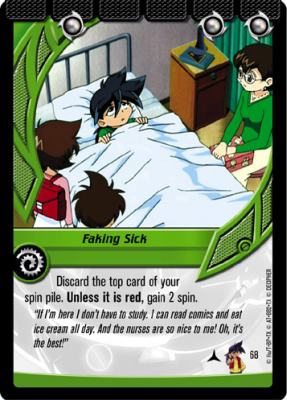 Faking Sick
Discard the top card of your
spin pile. Unless it is red, gain 2 spin.
"If I'm here I don't have to study. I can read comics and eat
ice cream all day. And the nurses are so nice to me! Oh, it's
the best!"
68